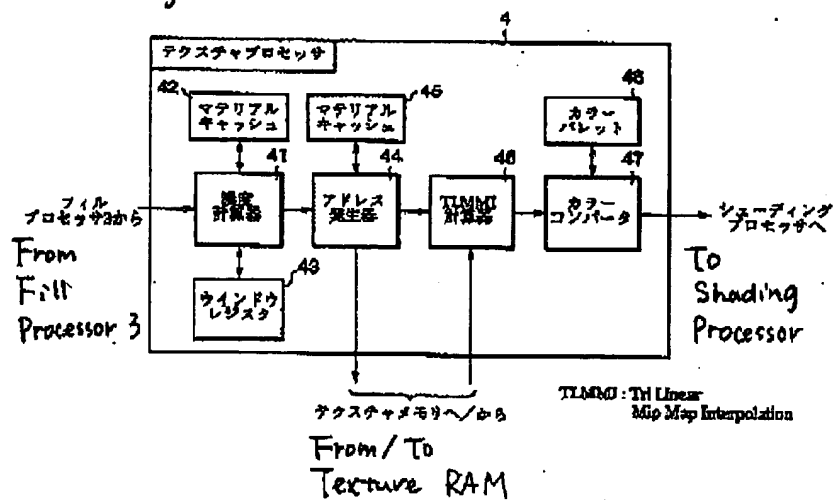 4
テクスチャプロセッサ
42
マテリアル
キャッシュ
45
マテリアル
キャッシュ
48
カラー
パレット
41
計算器
44
アドレス
発生器
46
TLMMI
計算器
47
カラー
コンバータ
フィル
プロセッサ3から
シェーディング
プロセッサへ
From
Fill
Processor 3
43
ウインドウ
レジスタ
To
Shading
Processor
テクスチャメモリへ/から
From/To
Texture RAM
TLMMI : Tri Linear
Mip Map Interpolation